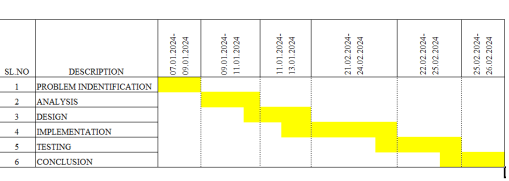 SL.NO DESCRIPTION 07.01.2024- 09.01.2024 09.01.2024- 11.01.2024 11.01.2024- 13.01.2024 21.02.2024- 24.02.2024 22.02.2024- 25.02.2024 25.02.2024- 26.02.2024
1 PROBLEM INDENTIFICATION
2 ANALYSIS
3 DESIGN
4 IMPLEMENTATION
5 TESTING
6 CONCLUSION